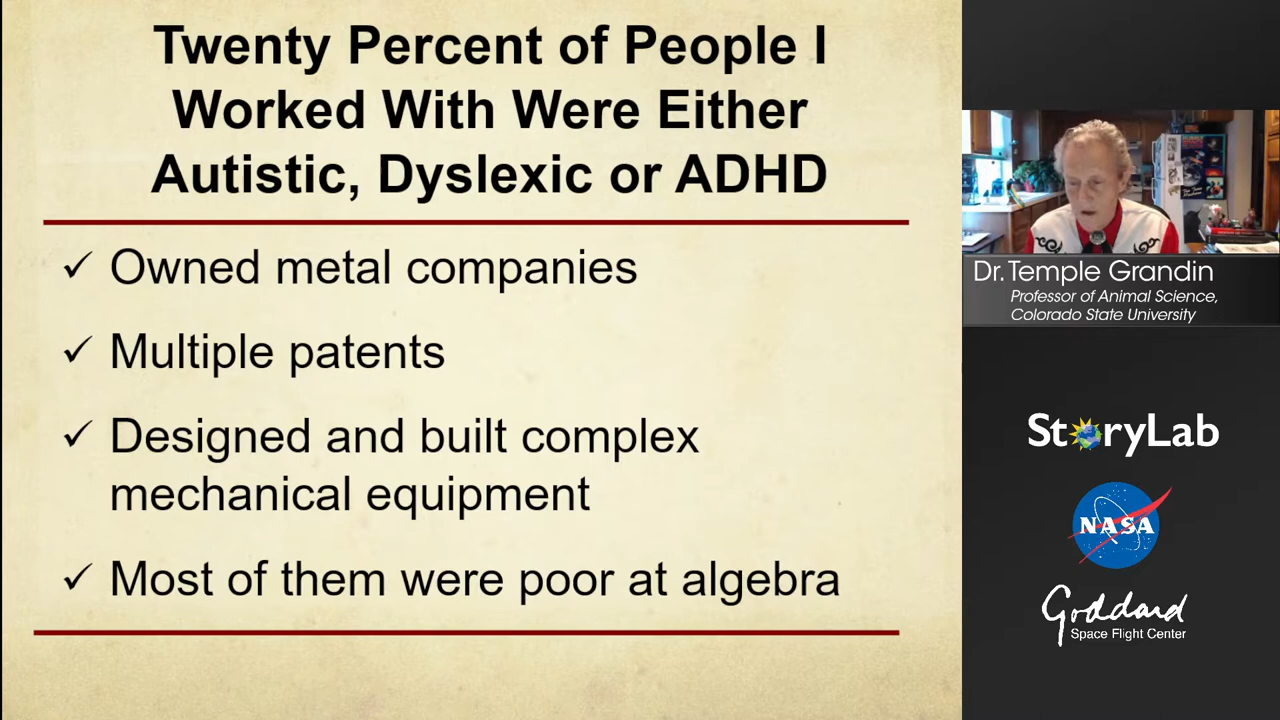 Twenty Percent of People I
Worked With Were Either
Autistic, Dyslexic or ADHD
✓ Owned metal companies
✓ Multiple patents
✓ Designed and built complex
mechanical equipment
✓ Most of them were poor at algebra
Dr. Temple Grandin
Professor of Animal Science,
Colorado State University
StoryLab
NASA
Goddard
Space Flight Center